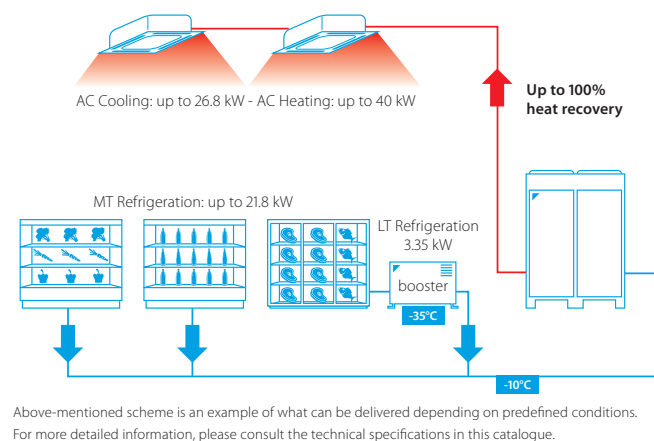 AC Cooling: up to 26.8 kW - AC Heating: up to 40 kW
Up to 100%
heat recovery
MT Refrigeration: up to 21.8 kW
LT Refrigeration
3.35 kW
booster
-35°C
-10°C
Above-mentioned scheme is an example of what can be delivered depending on predefined conditions.
For more detailed information, please consult the technical specifications in this catalogue.